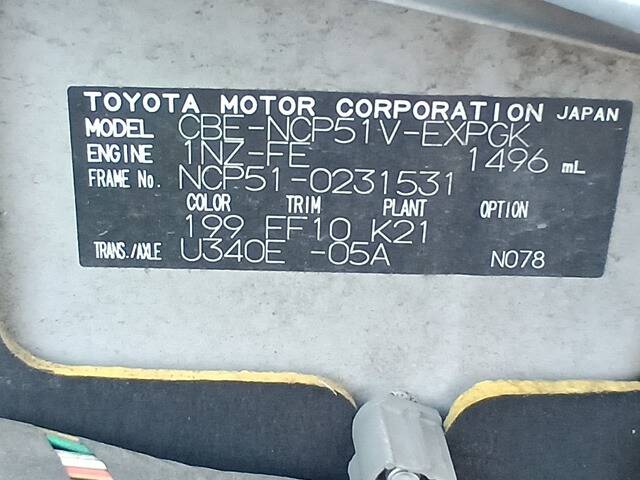 TOYOTA MOTOR CORPORATION JAPAN
MODEL CBE-NCP51V-EXPGK
ENGINE 1NZ-FE 1496 mL
FRAME No. NCP51-0231531
COLOR TRIM PLANT OPTION
199 FF10 K21
TRANS./AXLE U340E -05A N078